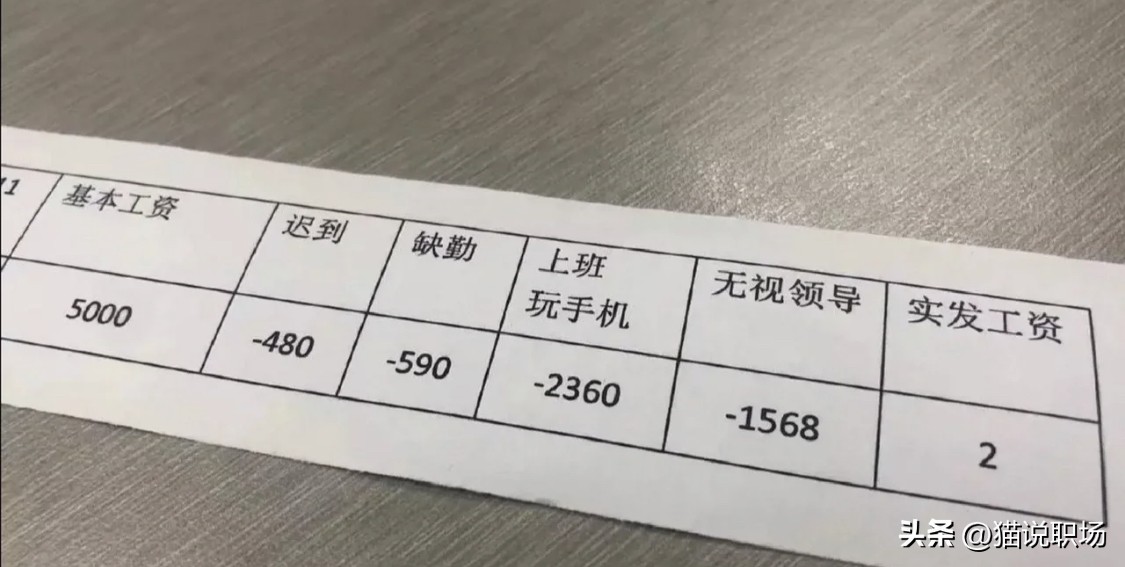 基本工资 迟到 缺勤 上班 无视领导 实发工资
玩手机
5000 -480 -590 -2360 -1568 2
头条 @猫说职场